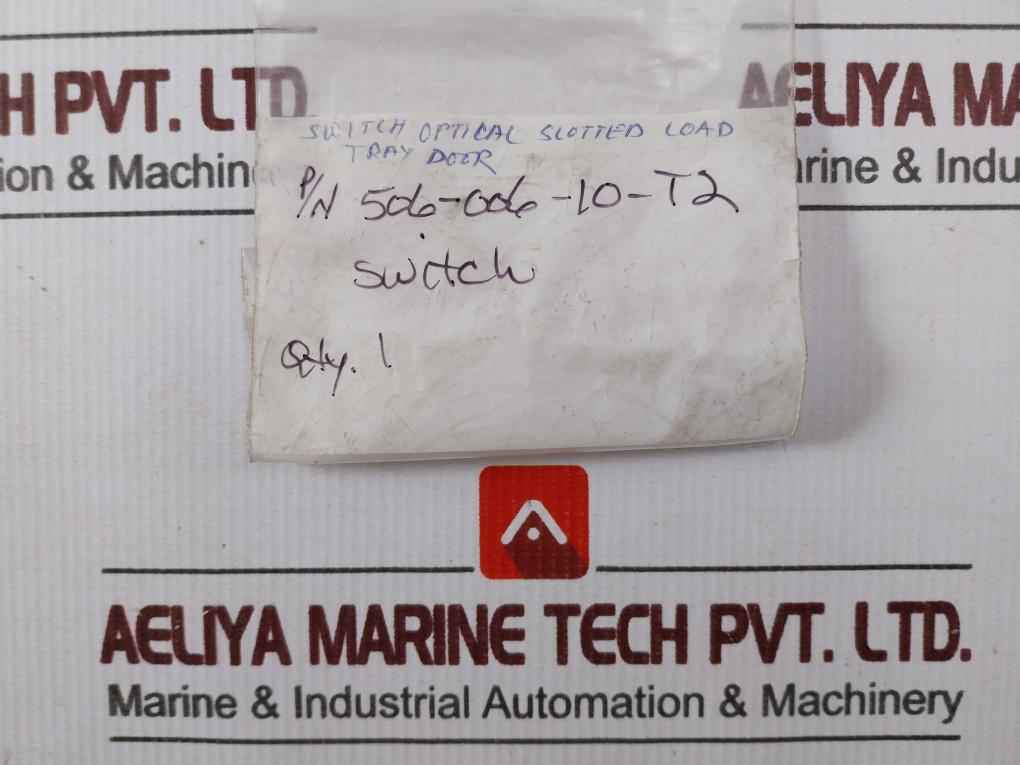 H PVT. LTD
ion & Machin
AELIYA MA
rine & Indu
SWITCH OPTICAL SLOTTED LOAD
TRAY DOOR
P/N 506-006-10-T2
switch
Qty. 1
AELIYA MARINE TECH PVT. LTD.
Marine & Industrial Automation & Machinery